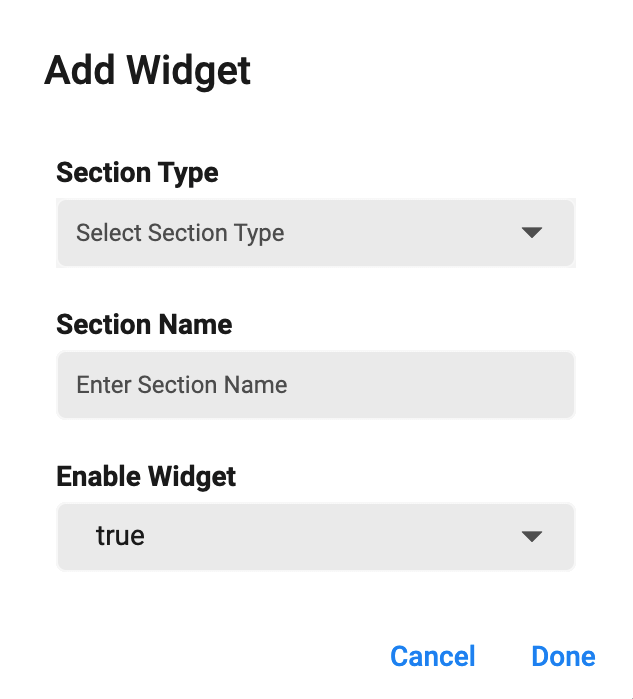 Add Widget
Section Type
Select Section Type
Section Name
Enter Section Name
Enable Widget
true
Cancel Done